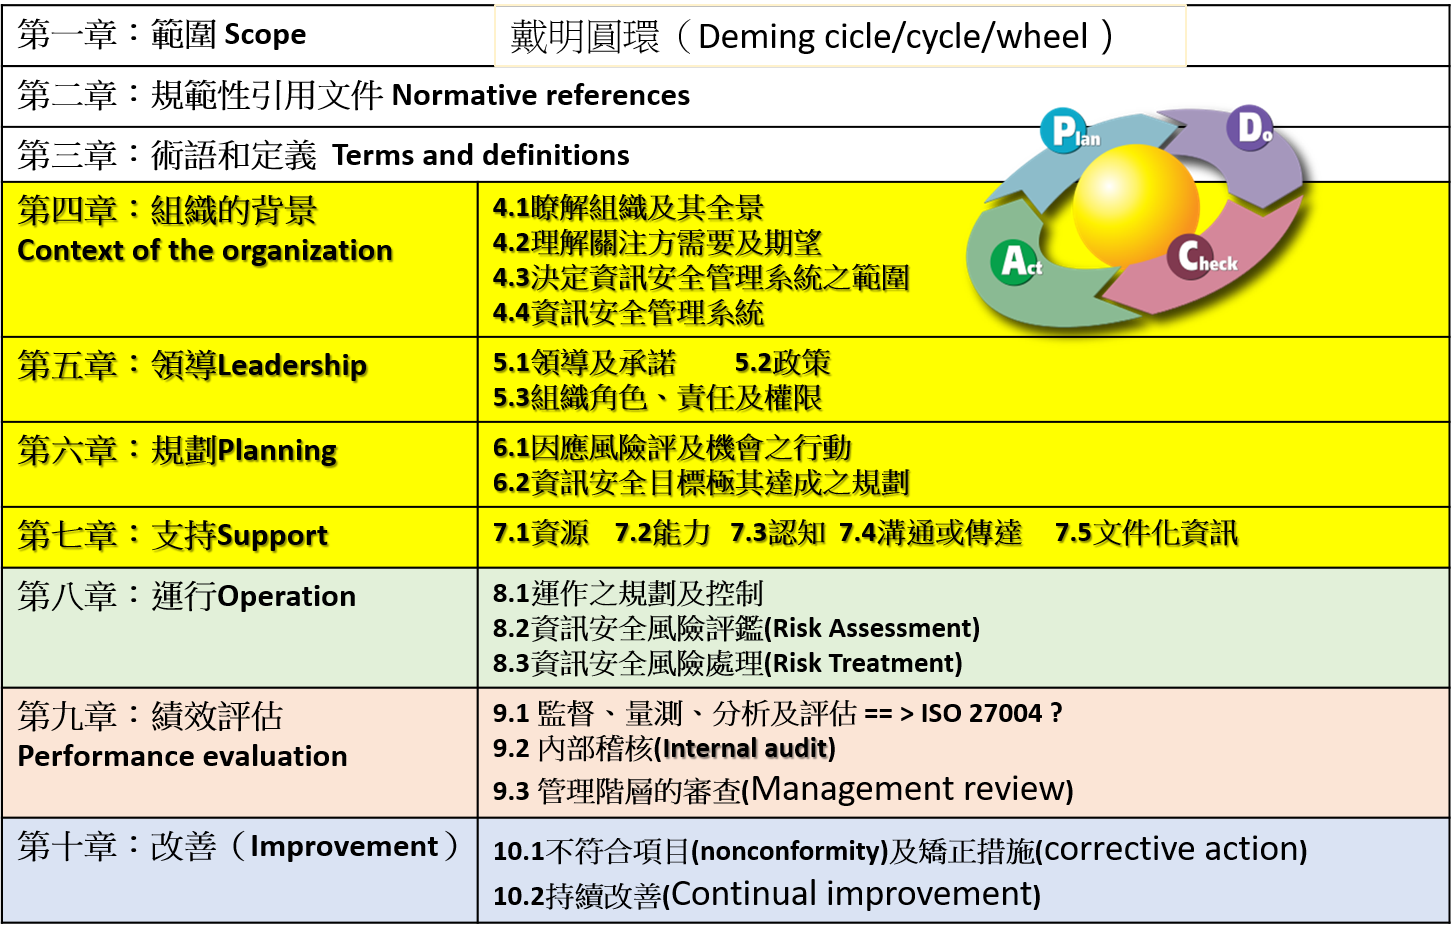 第一章：範圍 Scope
戴明圓環（Deming cicle/cycle/wheel ）
第二章：規範性引用文件 Normative references
第三章：術語和定義 Terms and definitions
Plan
Do
Check
Act
第四章：組織的背景
Context of the organization
4.1瞭解組織及其全景
4.2理解關注方需要及期望
4.3決定資訊安全管理系統之範圍
4.4資訊安全管理系統
第五章：領導Leadership
5.1領導及承諾 5.2政策
5.3組織角色、責任及權限
第六章：規劃Planning
6.1因應風險評及機會之行動
6.2資訊安全目標極其達成之規劃
第七章：支持Support
7.1資源 7.2能力 7.3認知 7.4溝通或傳達 7.5文件化資訊
第八章：運行Operation
8.1運作之規劃及控制
8.2資訊安全風險評鑑(Risk Assessment)
8.3資訊安全風險處理(Risk Treatment)
第九章：績效評估
Performance evaluation
9.1 監督、量測、分析及評估 == > ISO 27004 ?
9.2 內部稽核(Internal audit)
9.3 管理階層的審查(Management review)
第十章：改善（Improvement）
10.1不符合項目(nonconformity)及矯正措施(corrective action)
10.2持續改善(Continual improvement)